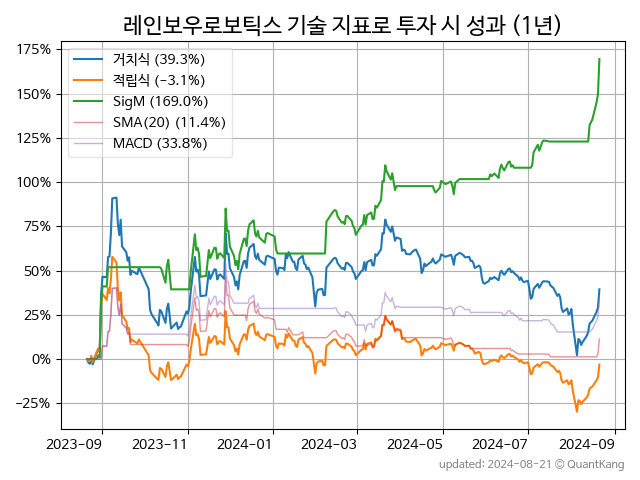 레인보우로보틱스 기술 지표로 투자 시 성과 (1년)
175%
150%
125%
100%
75%
50%
25%
0%
−25%
거치식 (39.3%)
적립식 (−3.1%)
SigM (169.0%)
SMA(20) (11.4%)
MACD (33.8%)
2023-09 2023-11 2024-01 2024-03 2024-05 2024-07 2024-09
updated: 2024-08-21 © QuantKang